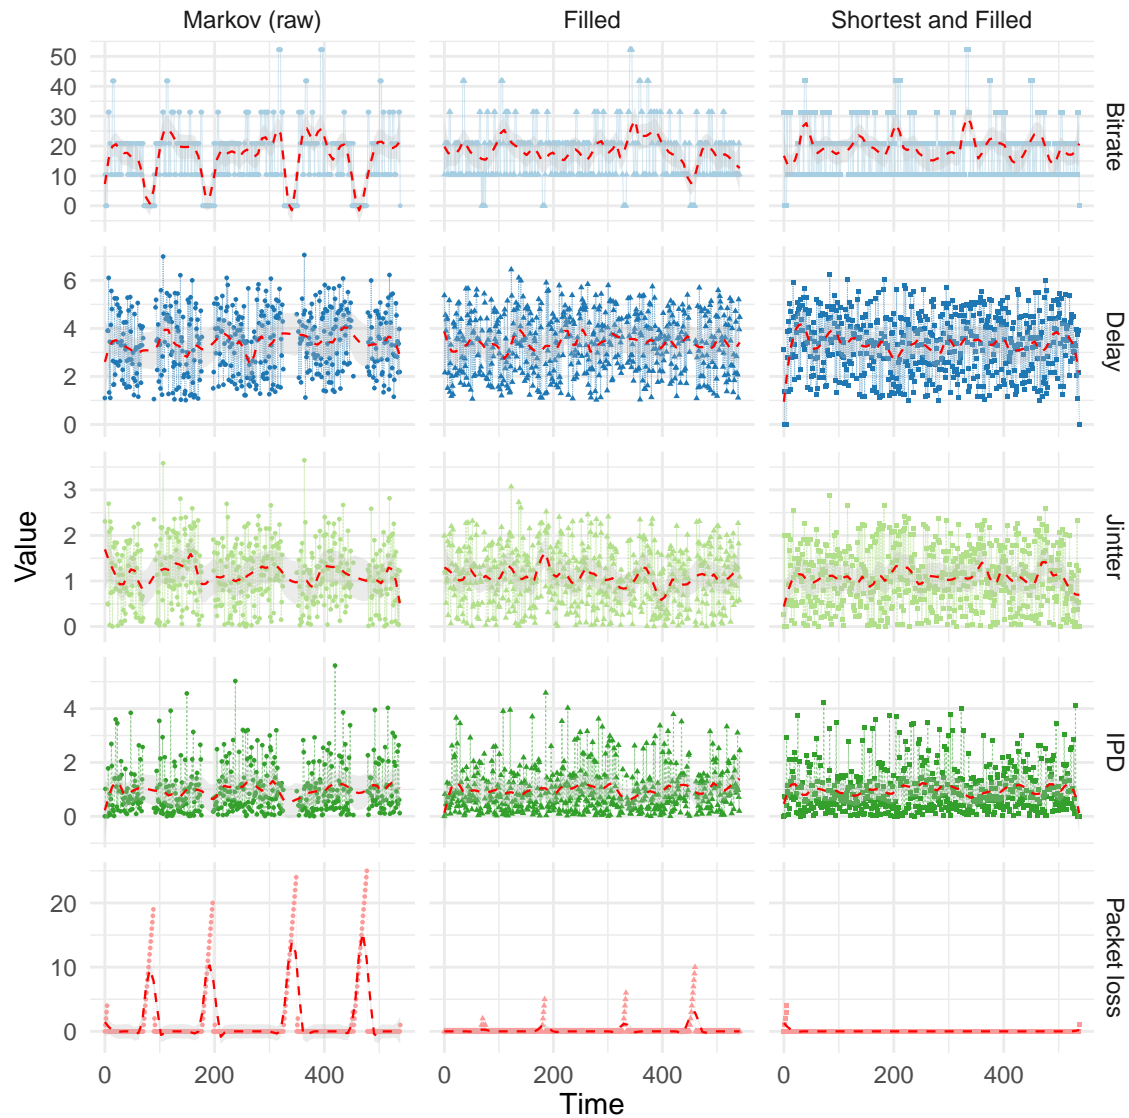 Markov (raw) Filled Shortest and Filled
50
40
30
20
10
0
Bitrate
6
4
2
0
Delay
3
2
1
0
Jintter
4
2
0
IPD
20
10
0
Packet loss
0 200 400 0 200 400 0 200 400
Time
Value